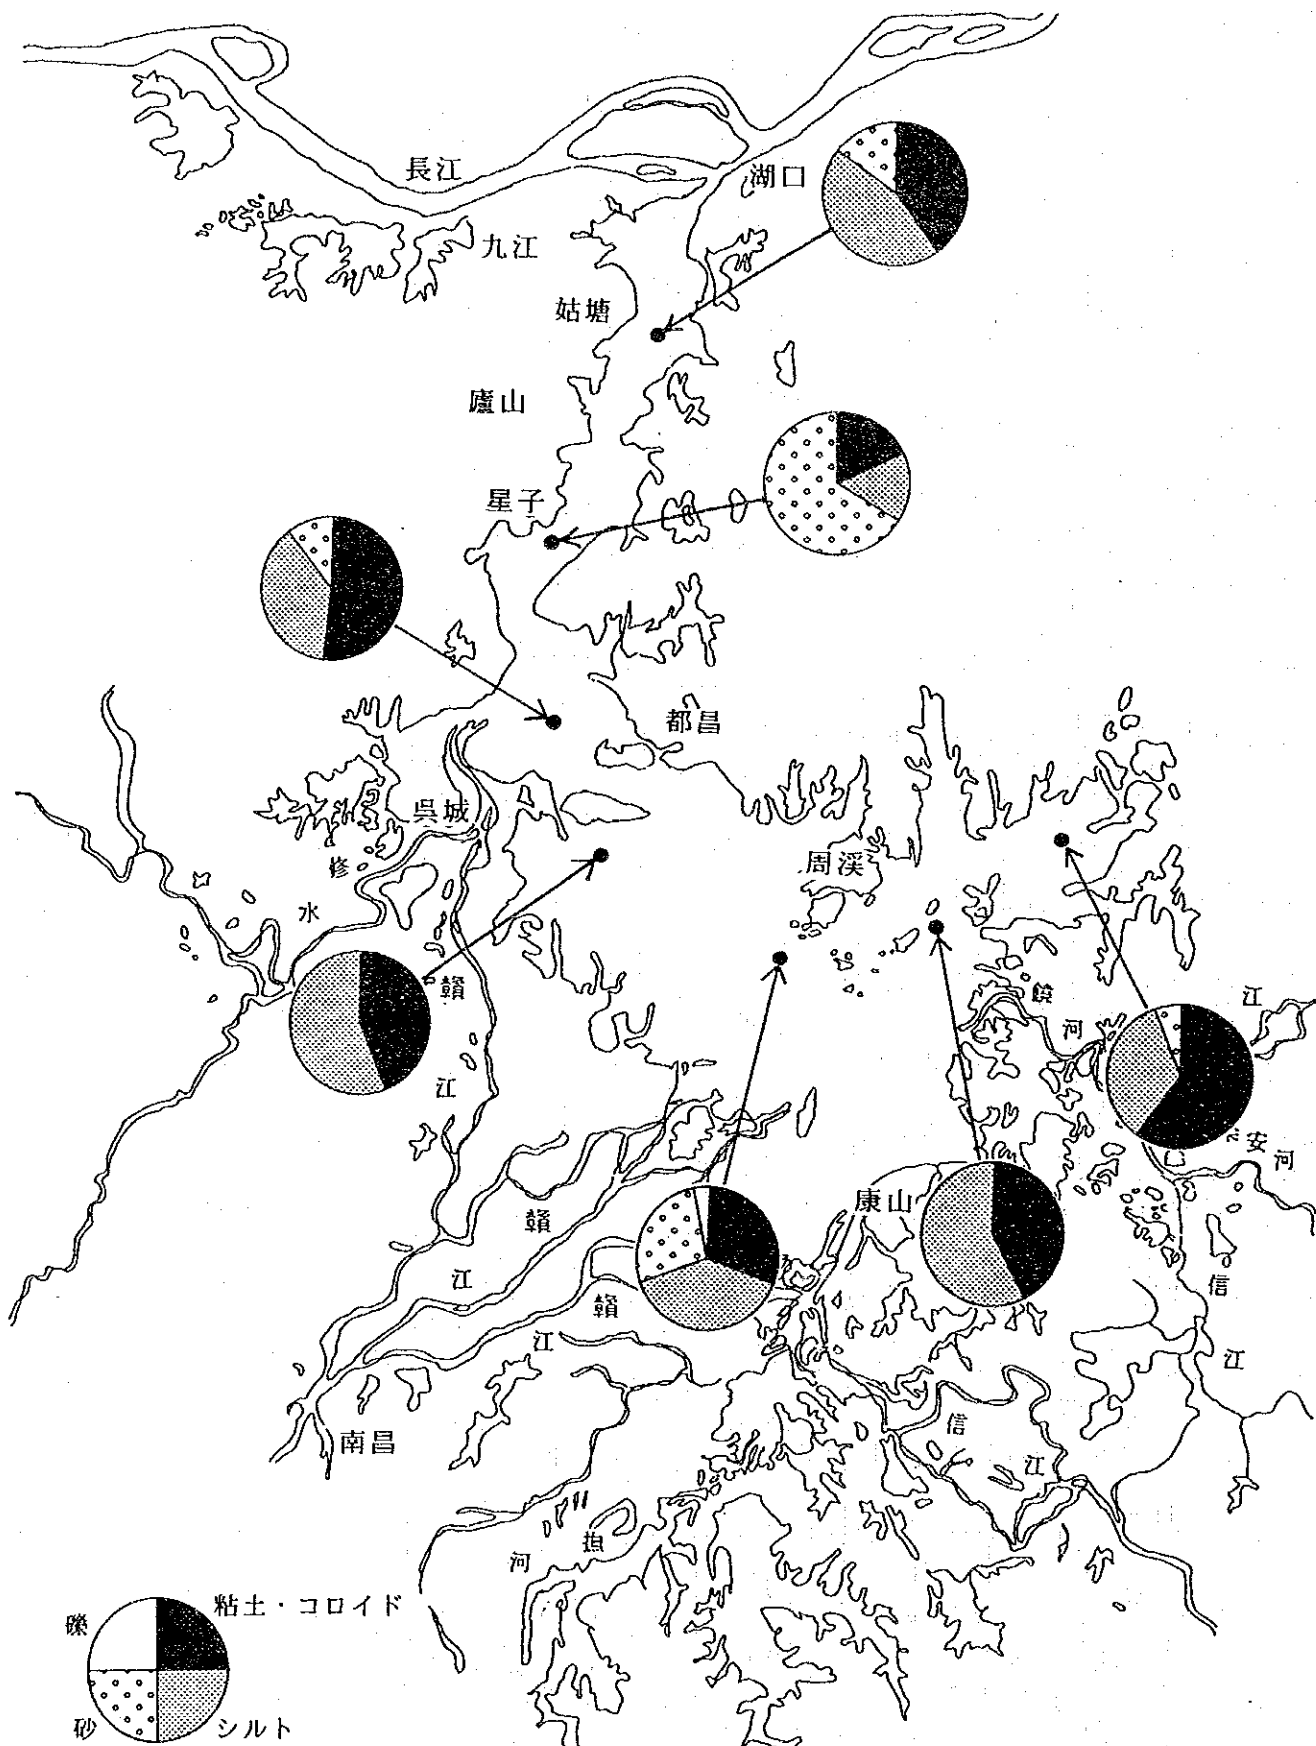 長江
湖口
九江
姑塘
廬山
星子
都昌
呉城
修
水
周溪
贛
江
饒
河
江
安河
康山
贛
江
贛
江
信
江
南昌
信
江
撫
河
粘土・コロイド
礫
砂
シルト